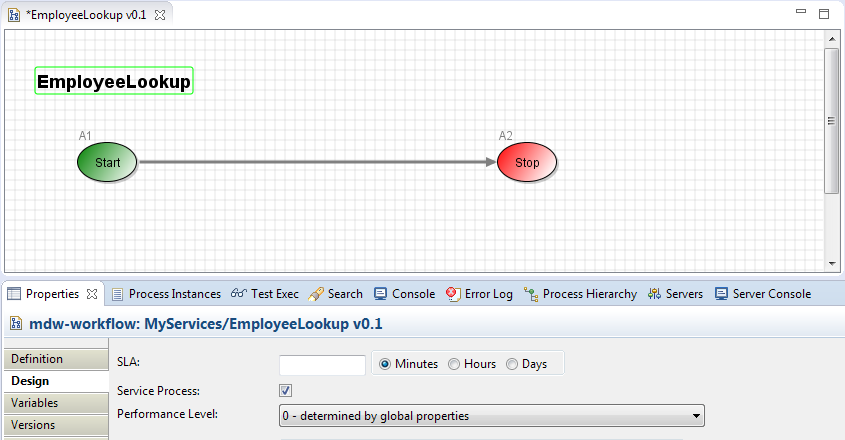 *EmployeeLookup v0.1
EmployeeLookup
A1 A2
Start Stop
Properties Process Instances Test Exec Search Console Error Log Process Hierarchy Servers Server Console
mdw-workflow: MyServices/EmployeeLookup v0.1
Definition
SLA: Minutes Hours Days
Design
Service Process:
Variables
Performance Level: 0 - determined by global properties
Versions